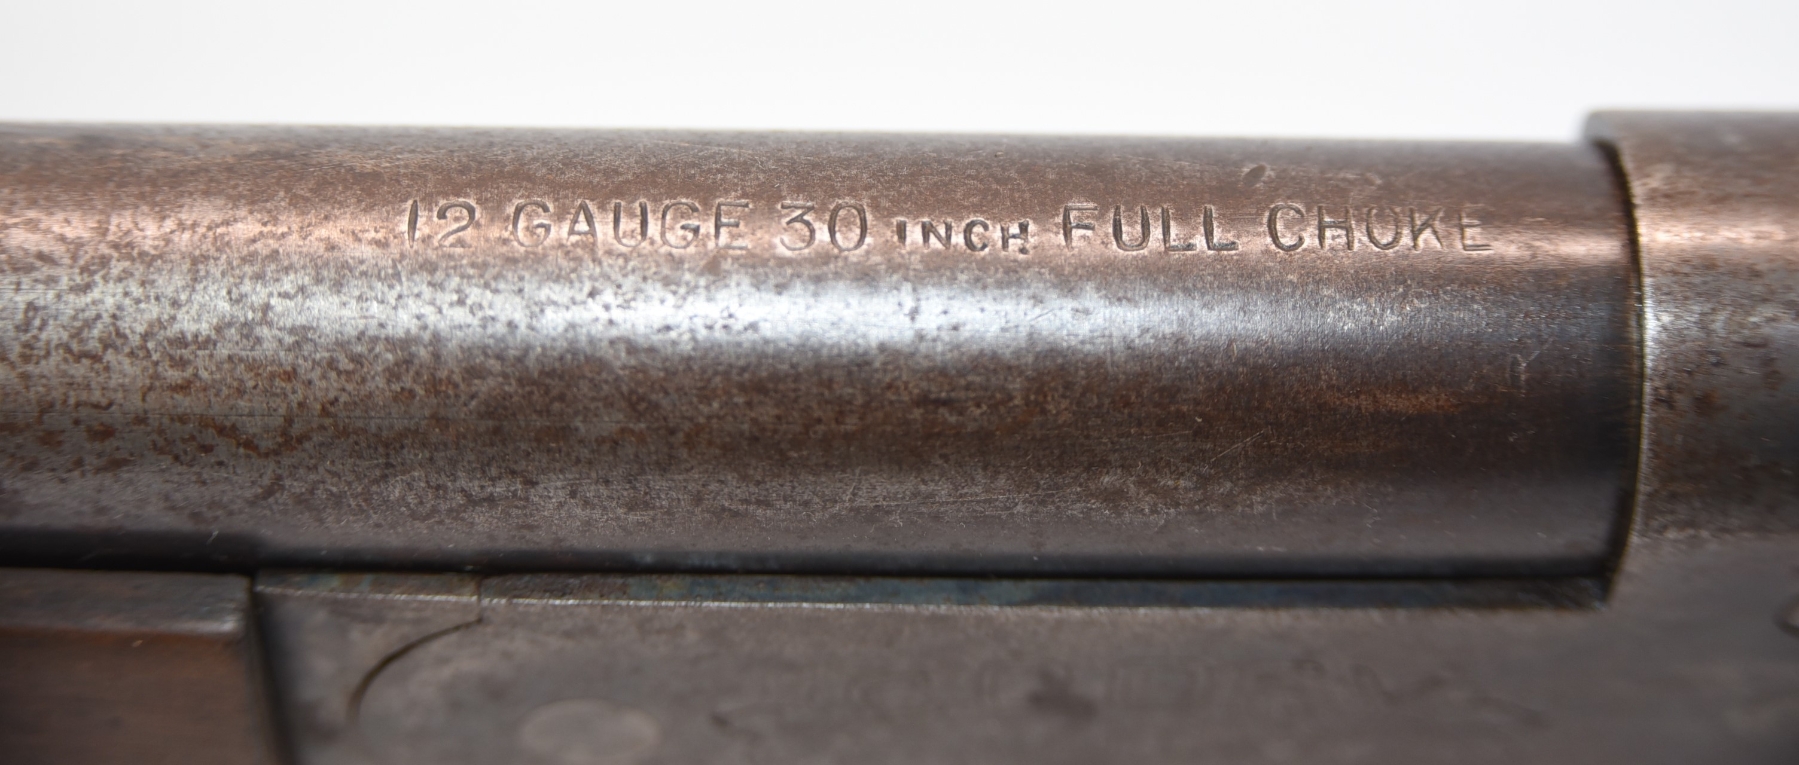 12 GAUGE 30 INCH FULL CHOKE